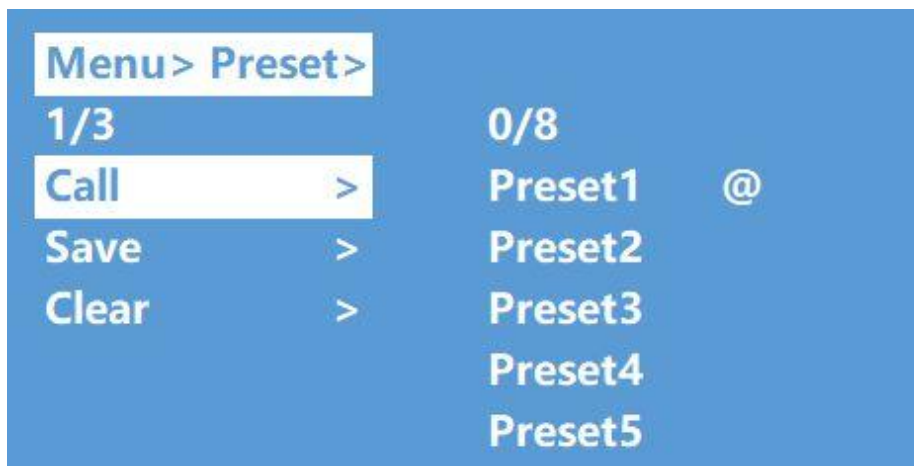 Menu> Preset>
1/3 0/8
Call > Preset1 @
Save > Preset2
Clear > Preset3
Preset4
Preset5